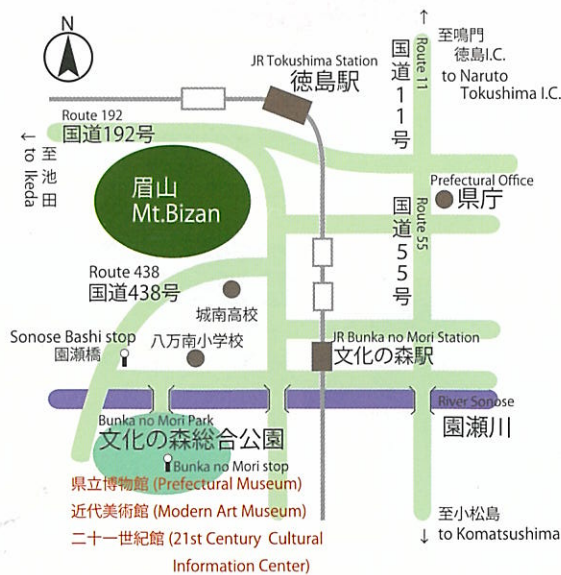 N
↑
至鳴門
徳島I.C.
to Naruto
Tokushima I.C.
Route 11
国道11号
JR Tokushima Station
徳島駅
Route 192
国道192号
↓
至池田
to Ikeda
眉山
Mt.Bizan
Prefectural Office
県庁
Route 55
国道55号
Route 438
国道438号
城南高校
Sonose Bashi stop
園瀬橋
八万南小学校
JR Bunka no Mori Station
文化の森駅
River Sonose
園瀬川
Bunka no Mori Park
文化の森総合公園
Bunka no Mori stop
県立博物館 (Prefectural Museum)
近代美術館 (Modern Art Museum)
二十一世紀館 (21st Century Cultural
Information Center)
至小松島
↓ to Komatsushima